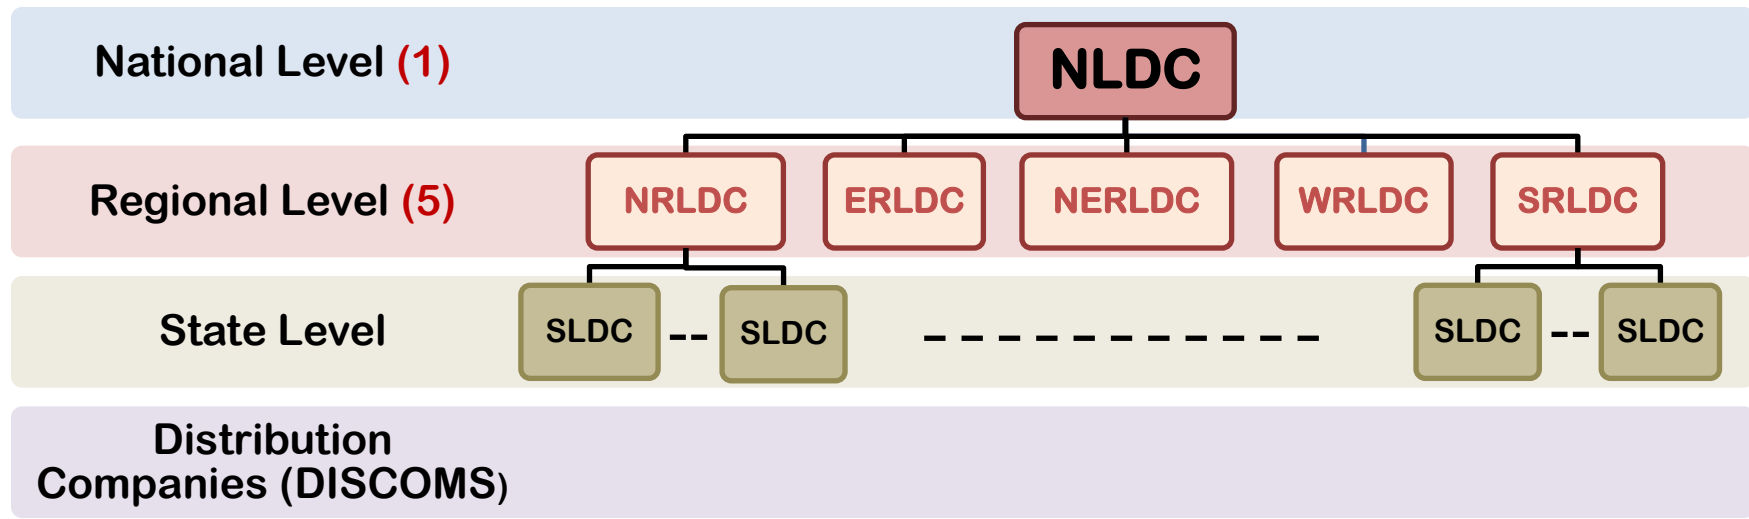 National Level (1)
NLDC
Regional Level (5)
NRLDC
ERLDC
NERLDC
WRLDC
SRLDC
State Level
SLDC
--
SLDC
- - - - - - - - - - -
SLDC
--
SLDC
Distribution
Companies (DISCOMS)